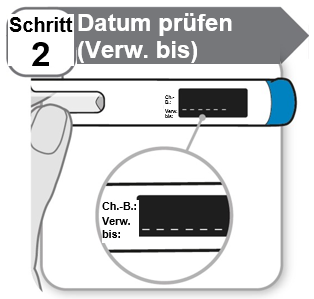 Schritt
2
Datum prüfen
(Verw. bis)
Ch.-
B.:
Verw.
bis:
Ch.-B.:
Verw.
bis: